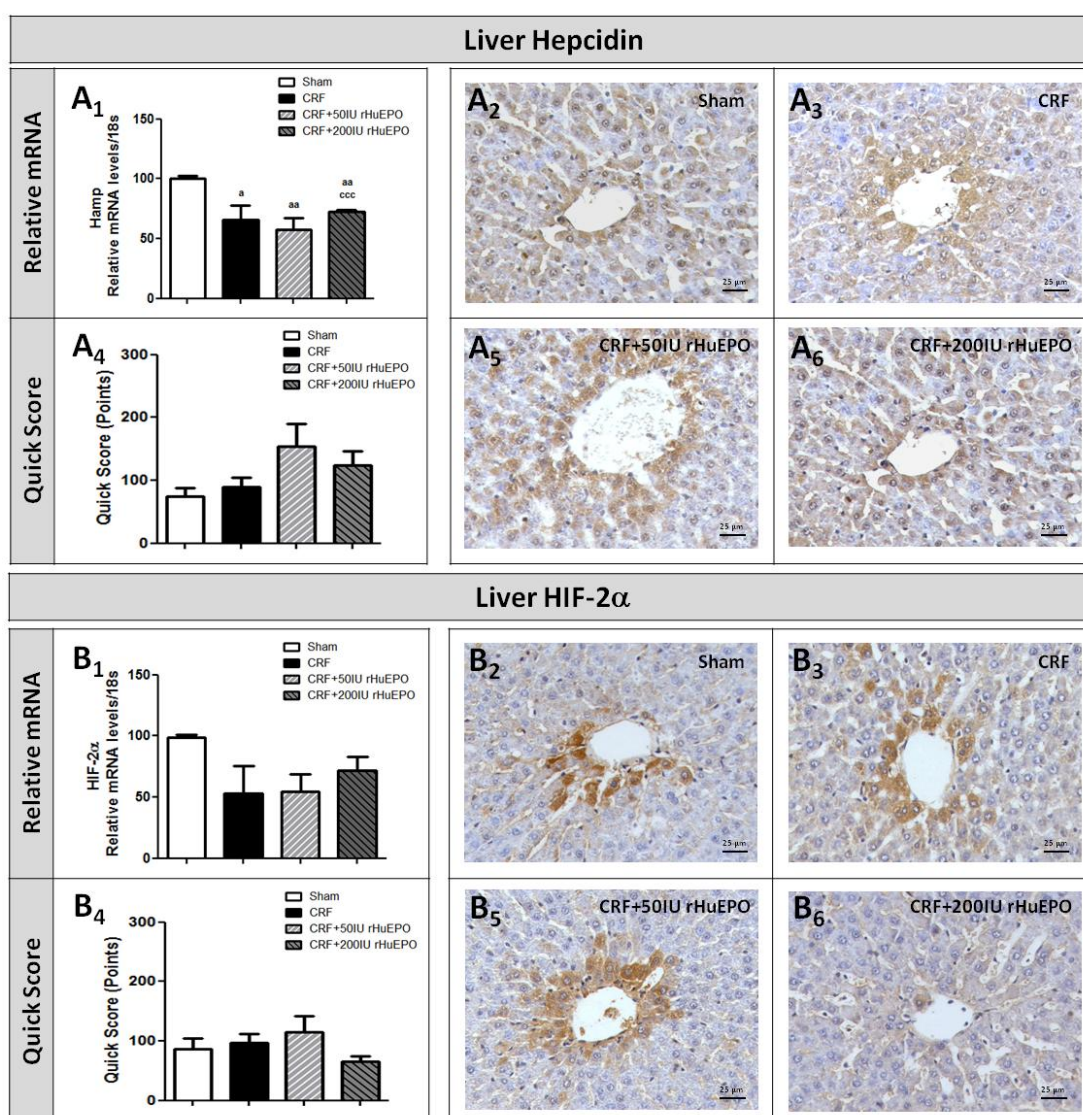 Liver Hepcidin
Relative mRNA
A1
Sham
CRF
CRF+50IU rHuEPO
CRF+200IU rHuEPO
Hamp
Relative mRNA levels/18s
150
100
50
0
a
aa
aa
ccc
A2
Sham
25 µm
A3
CRF
25 µm
Quick Score
A4
Sham
CRF
CRF+50IU rHuEPO
CRF+200IU rHuEPO
Quick Score (Points)
300
200
100
0
A5
CRF+50IU rHuEPO
25 µm
A6
CRF+200IU rHuEPO
25 µm
Liver HIF-2α
Relative mRNA
B1
Sham
CRF
CRF+50IU rHuEPO
CRF+200IU rHuEPO
HIF-2α
Relative mRNA levels/18s
150
100
50
0
B2
Sham
25 µm
B3
CRF
25 µm
Quick Score
B4
Sham
CRF
CRF+50IU rHuEPO
CRF+200IU rHuEPO
Quick Score (Points)
300
200
100
0
B5
CRF+50IU rHuEPO
25 µm
B6
CRF+200IU rHuEPO
25 µm